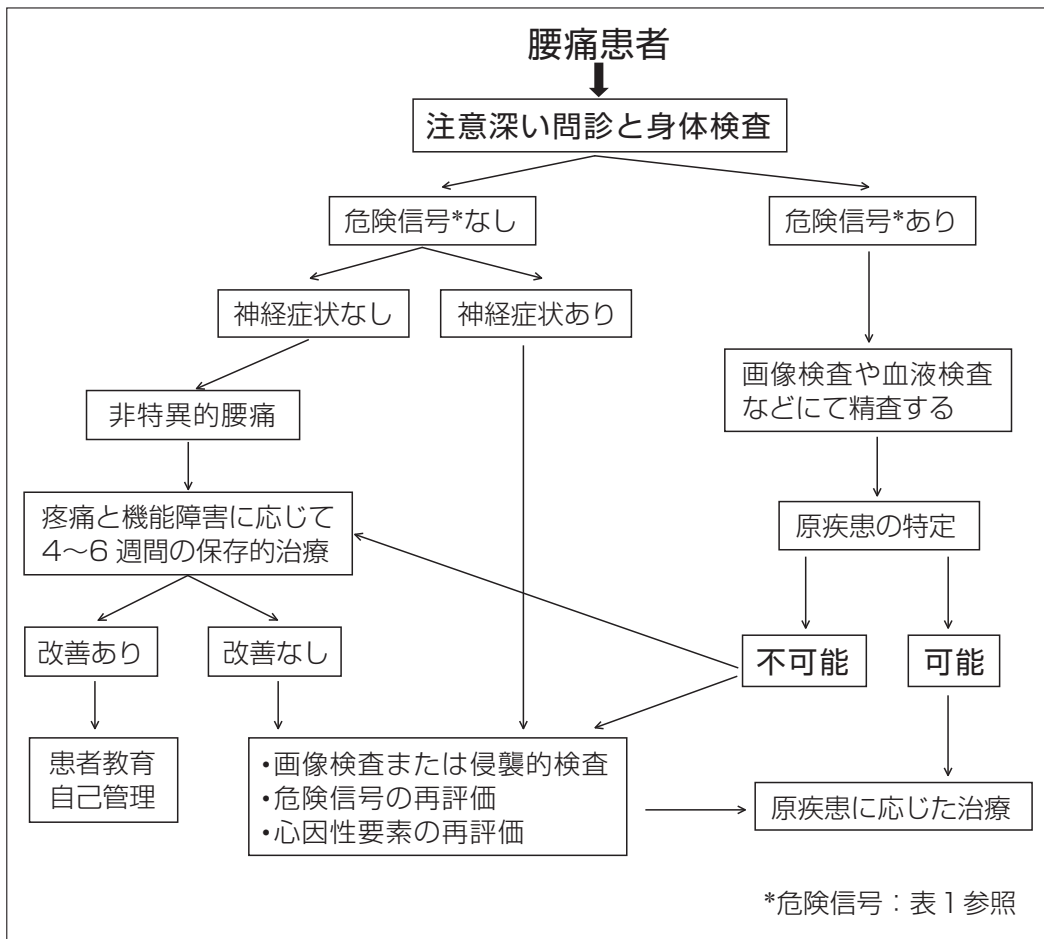 腰痛患者
注意深い問診と身体検査
危険信号*なし
危険信号*あり
神経症状なし
神経症状あり
画像検査や血液検査
などにて精査する
非特異的腰痛
疼痛と機能障害に応じて
4〜6週間の保存的治療
原疾患の特定
改善あり
改善なし
不可能
可能
患者教育
自己管理
・画像検査または侵襲的検査
・危険信号の再評価
・心因性要素の再評価
原疾患に応じた治療
*危険信号：表1参照